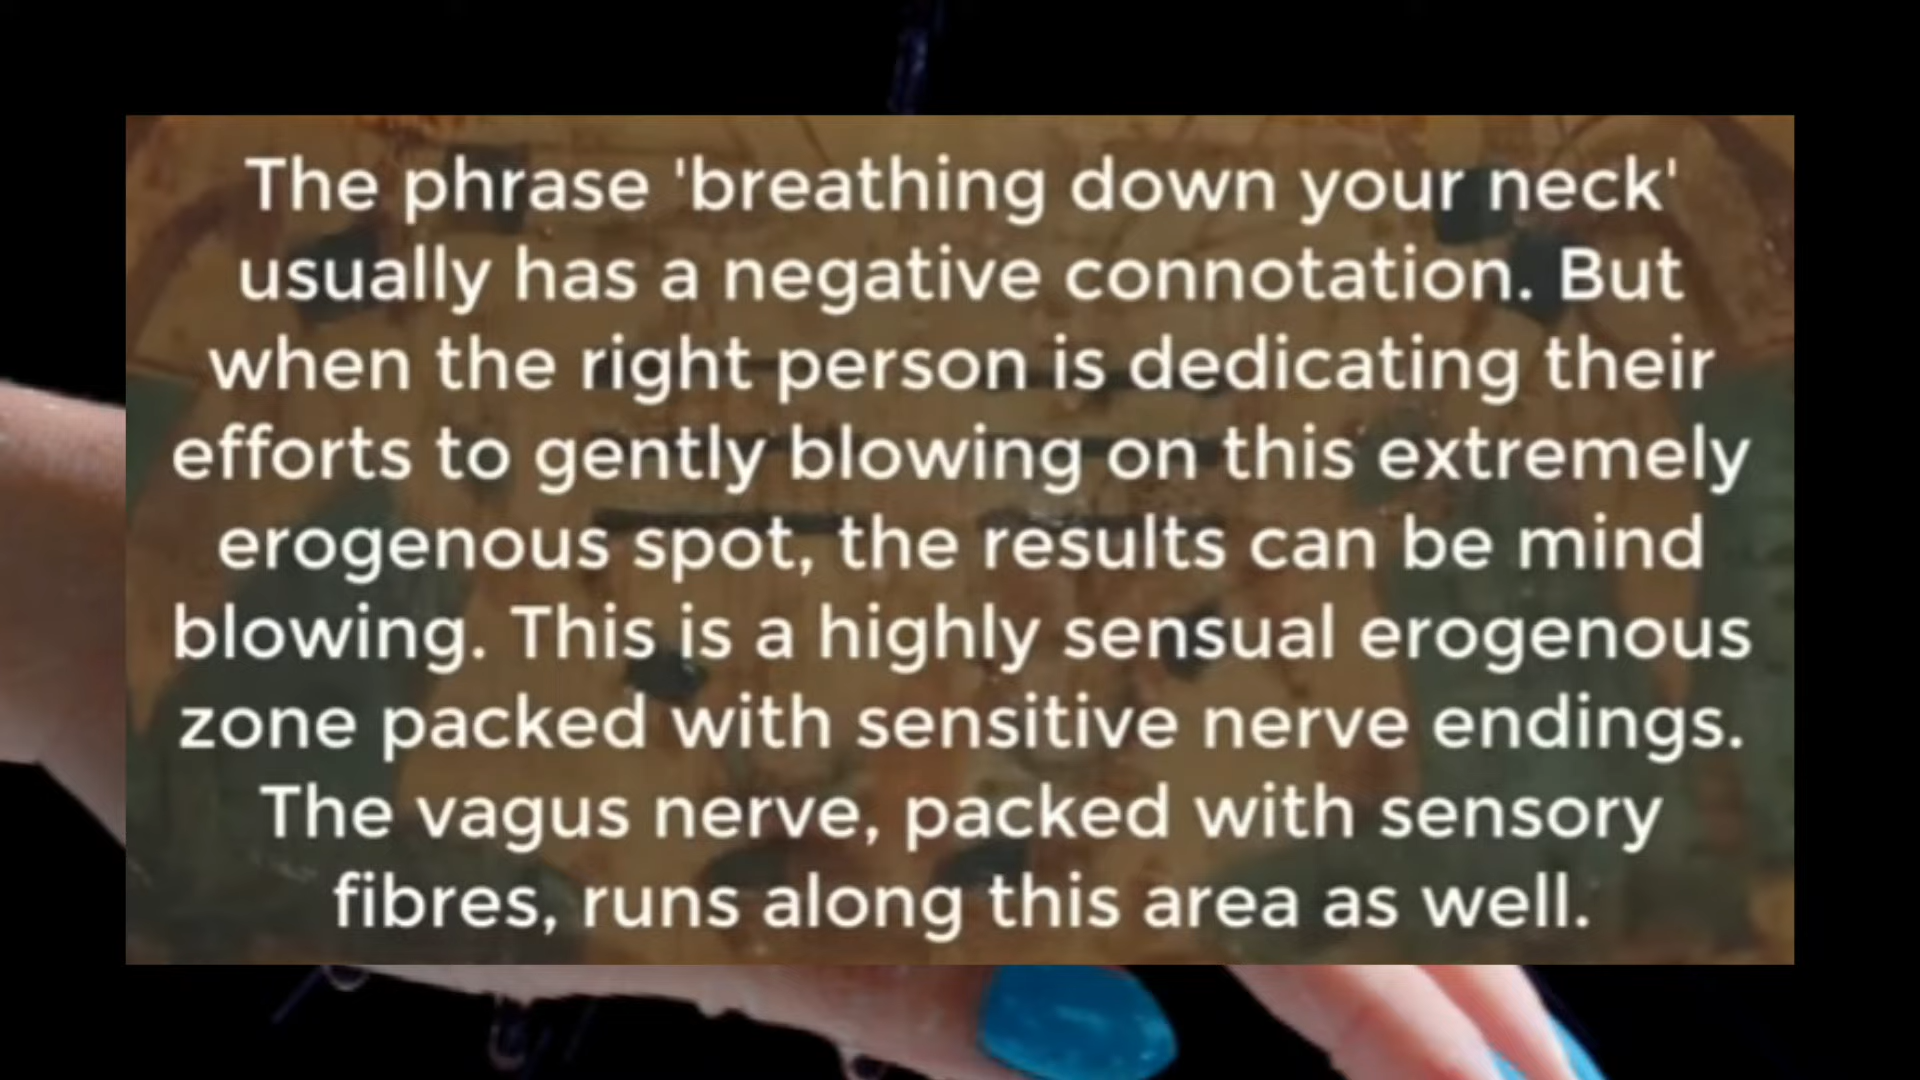 The phrase 'breathing down your neck'
usually has a negative connotation. But
when the right person is dedicating their
efforts to gently blowing on this extremely
erogenous spot, the results can be mind
blowing. This is a highly sensual erogenous
zone packed with sensitive nerve endings.
The vagus nerve, packed with sensory
fibres, runs along this area as well.